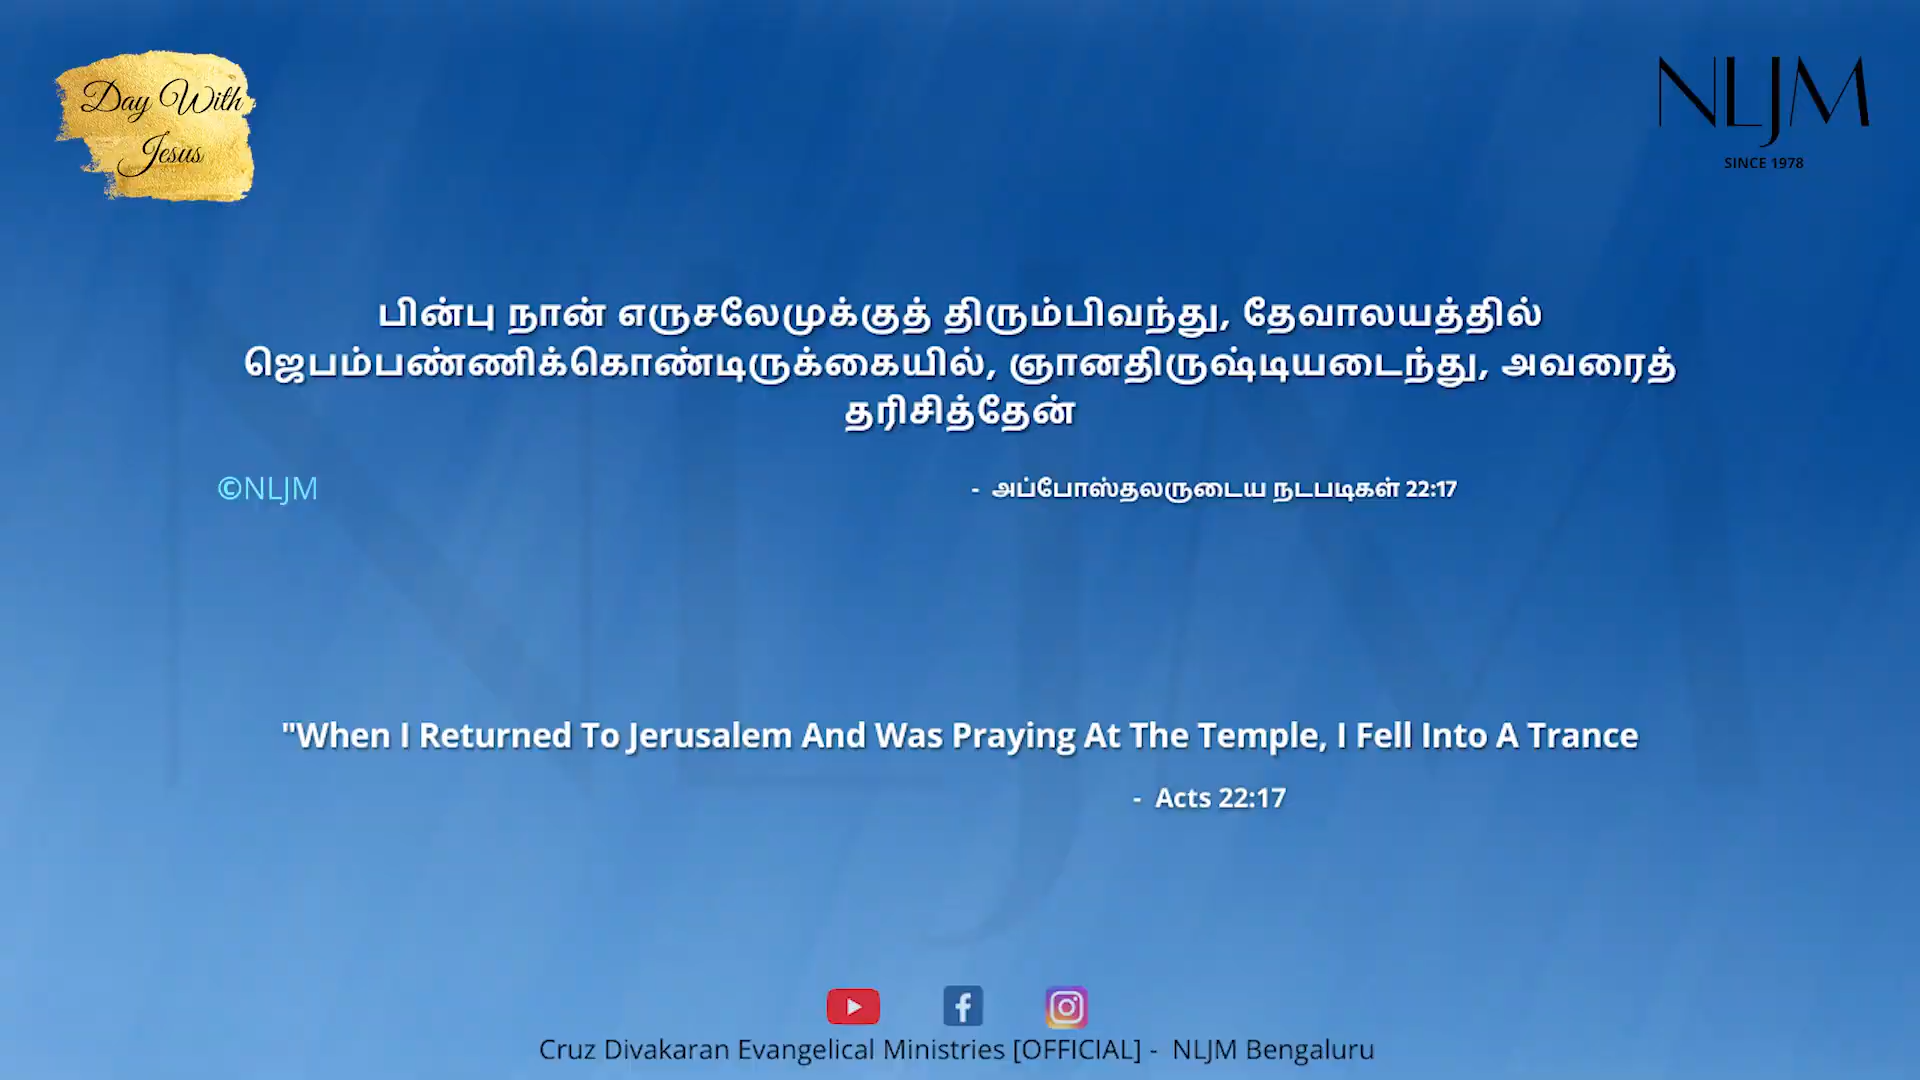 Day With
Jesus
NLJM
SINCE 1978
பின்பு நான் எருசலேமுக்குத் திரும்பிவந்து, தேவாலயத்தில்
ஜெபம்பண்ணிக்கொண்டிருக்கையில், ஞானதிருஷ்டியடைந்து, அவரைத்
தரிசித்தேன்
©NLJM
- அப்போஸ்தலருடைய நடபடிகள் 22:17
"When I Returned To Jerusalem And Was Praying At The Temple, I Fell Into A Trance
- Acts 22:17
Cruz Divakaran Evangelical Ministries [OFFICIAL] - NLJM Bengaluru